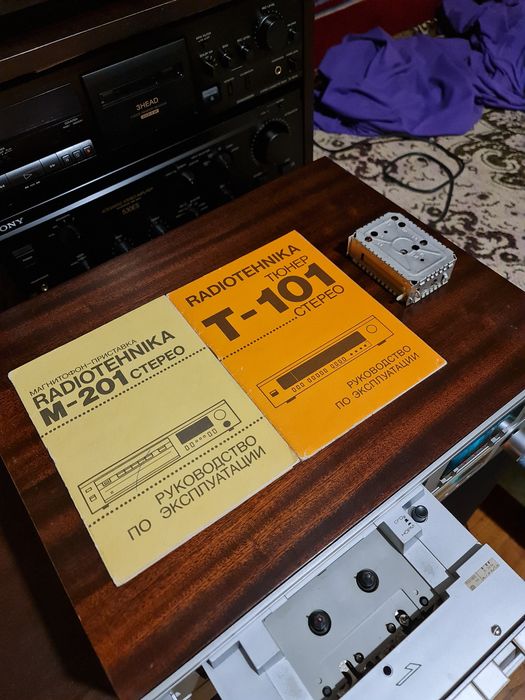 3HEAD
SONY
МАГНИТОФОН-ПРИСТАВКА
RADIOTEHNIKA
М-201 СТЕРЕО
РУКОВОДСТВО
ПО ЭКСПЛУАТАЦИИ
RADIOTEHNIKA
ТЮНЕР
Т-101
СТЕРЕО
РУКОВОДСТВО
ПО ЭКСПЛУАТАЦИИ